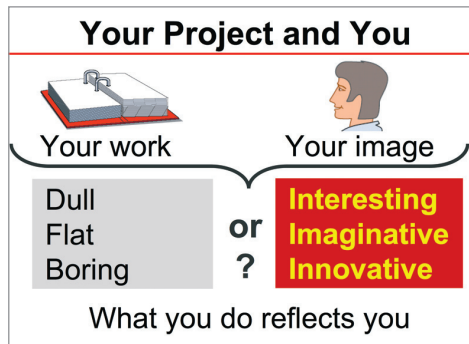 Your Project and You
Your work
Your image
Dull
Flat
Boring
or
?
Interesting
Imaginative
Innovative
What you do reflects you